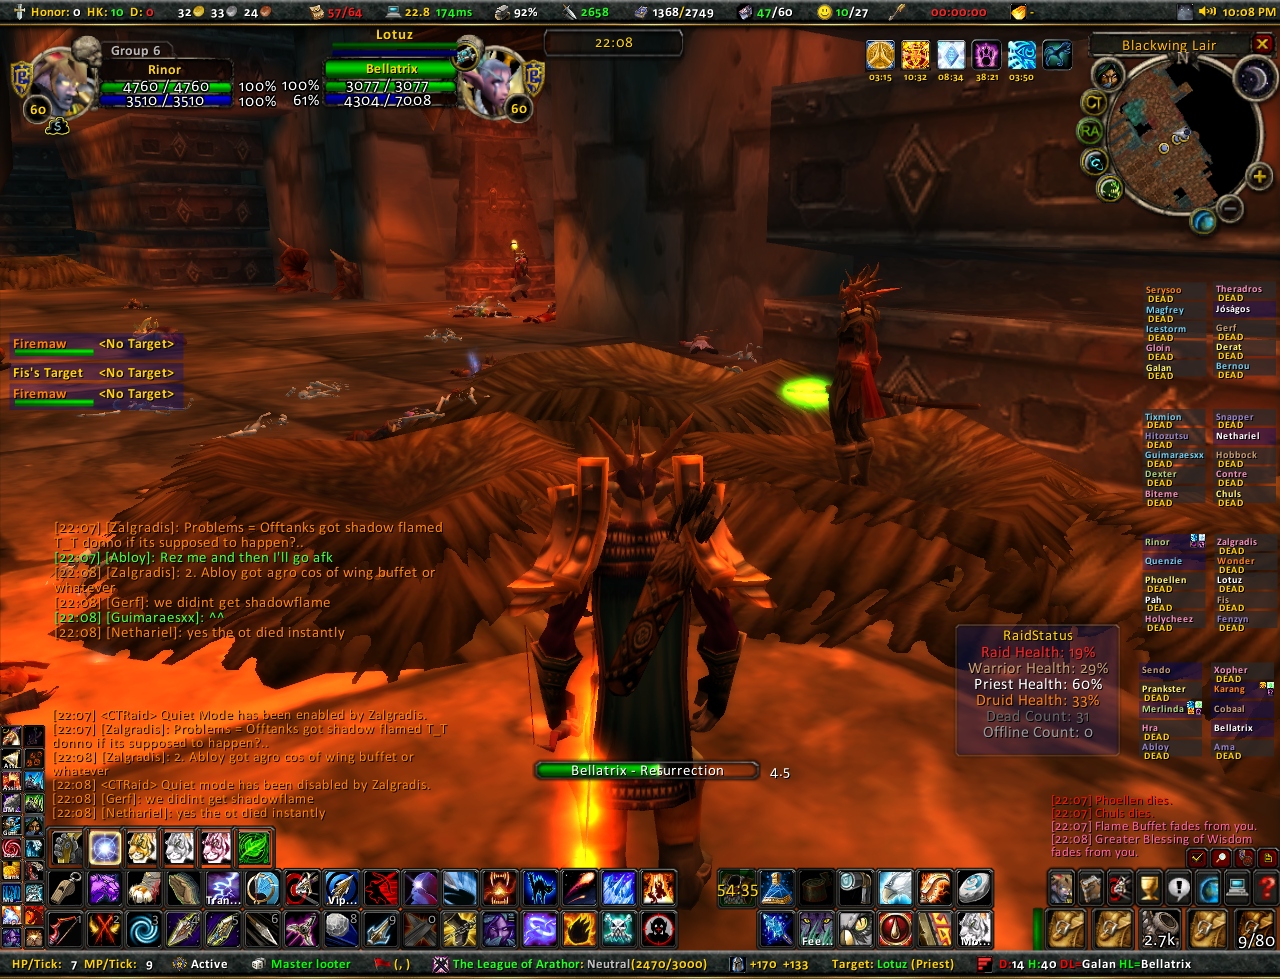 Honor: 0 HK: 10 D: 0 32 33 24 57/64 22.8 174ms 92% 2658 1368/2749 47/60 10/27 00:00:00 - 10:08 PM
Lotuz
Group 6
Rinor
4760 / 4760 100%
3510 / 3510 100%
60
S
Bellatrix
100% 3077 / 3077
61% 4304 / 7008
60
22:08
03:15 10:32 08:34 38:21 03:50
Blackwing Lair
N
CT
RA
Firemaw <No Target>
Fis's Target <No Target>
Firemaw <No Target>
Serysoo Theradros
DEAD DEAD
Magfrey Jóságos
DEAD
Icestorm Gerf
DEAD DEAD
Gloin Derat
DEAD DEAD
Galan Bernou
DEAD DEAD
Tixmion Snapper
DEAD DEAD
Hitozutsu Nethariel
DEAD
Guimaraesxx Hobbock
DEAD DEAD
Dexter Contre
DEAD DEAD
Biteme Chuls
DEAD DEAD
Rinor Zalgradis
DEAD
Quenzie Wonder
DEAD
Phoellen Lotuz
DEAD DEAD
Pah Fis
DEAD DEAD
Holycheez Fenzyn
DEAD DEAD
Sendo Xopher
DEAD
Prankster Karang
DEAD
Merlinda Cobaal
Hra Bellatrix
DEAD
Abloy Ama
DEAD DEAD
[22:07] [Zalgradis]: Problems = Offtanks got shadow flamed
T_T donno if its supposed to happen?..
[22:07] [Abloy]: Rez me and then I'll go afk
[22:08] [Zalgradis]: 2. Abloy got agro cos of wing buffet or
whatever
[22:08] [Gerf]: we didint get shadowflame
[22:08] [Guimaraesxx]: ^^
[22:08] [Nethariel]: yes the ot died instantly
RaidStatus
Raid Health: 19%
Warrior Health: 29%
Priest Health: 60%
Druid Health: 33%
Dead Count: 31
Offline Count: 0
[22:07] <CTRaid> Quiet Mode has been enabled by Zalgradis.
[22:07] [Zalgradis]: Problems = Offtanks got shadow flamed T_T
donno if its supposed to happen?..
[22:08] [Zalgradis]: 2. Abloy got agro cos of wing buffet or
whatever
[22:08] <CTRaid> Quiet mode has been disabled by Zalgradis.
[22:08] [Gerf]: we didint get shadowflame
[22:08] [Nethariel]: yes the ot died instantly
Bellatrix - Resurrection 4.5
[22:07] Phoellen dies.
[22:07] Chuls dies.
[22:07] Flame Buffet fades from you.
[22:08] Greater Blessing of Wisdom
fades from you.
Tran... Vip... 54:35
1 2 3 4 5 6 7 8 9 0 Fee... Mo... 2.7k 9/80
HP/Tick: 7 MP/Tick: 9 Active Master looter (, ) The League of Arathor: Neutral(2470/3000) +170 +133 Target: Lotuz (Priest) D:14 H:40 DL=Galan HL=Bellatrix